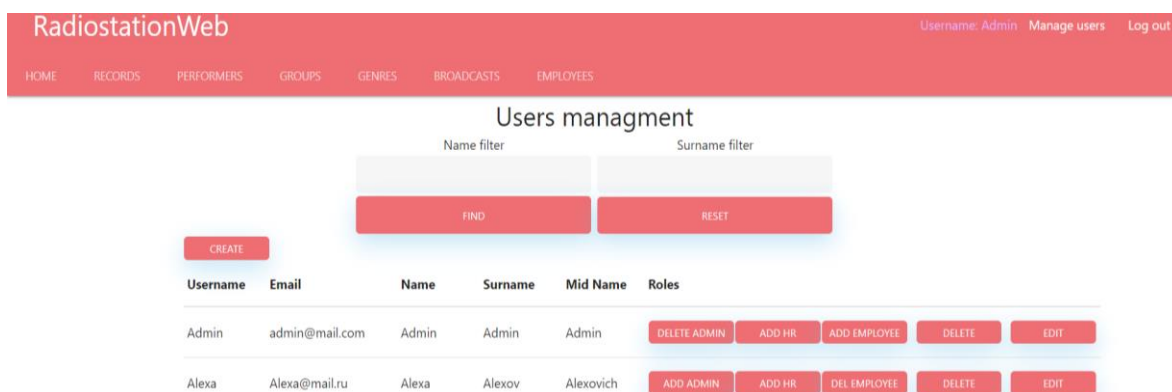 RadiostationWeb Username: Admin Manage users Log out
HOME RECORDS PERFORMERS GROUPS GENRES BROADCASTS EMPLOYEES
Users managment
Name filter Surname filter
FIND RESET
CREATE
Username Email Name Surname Mid Name Roles
Admin admin@mail.com Admin Admin Admin DELETE ADMIN ADD HR ADD EMPLOYEE DELETE EDIT
Alexa Alexa@mail.ru Alexa Alexov Alexovich ADD ADMIN ADD HR DEL EMPLOYEE DELETE EDIT